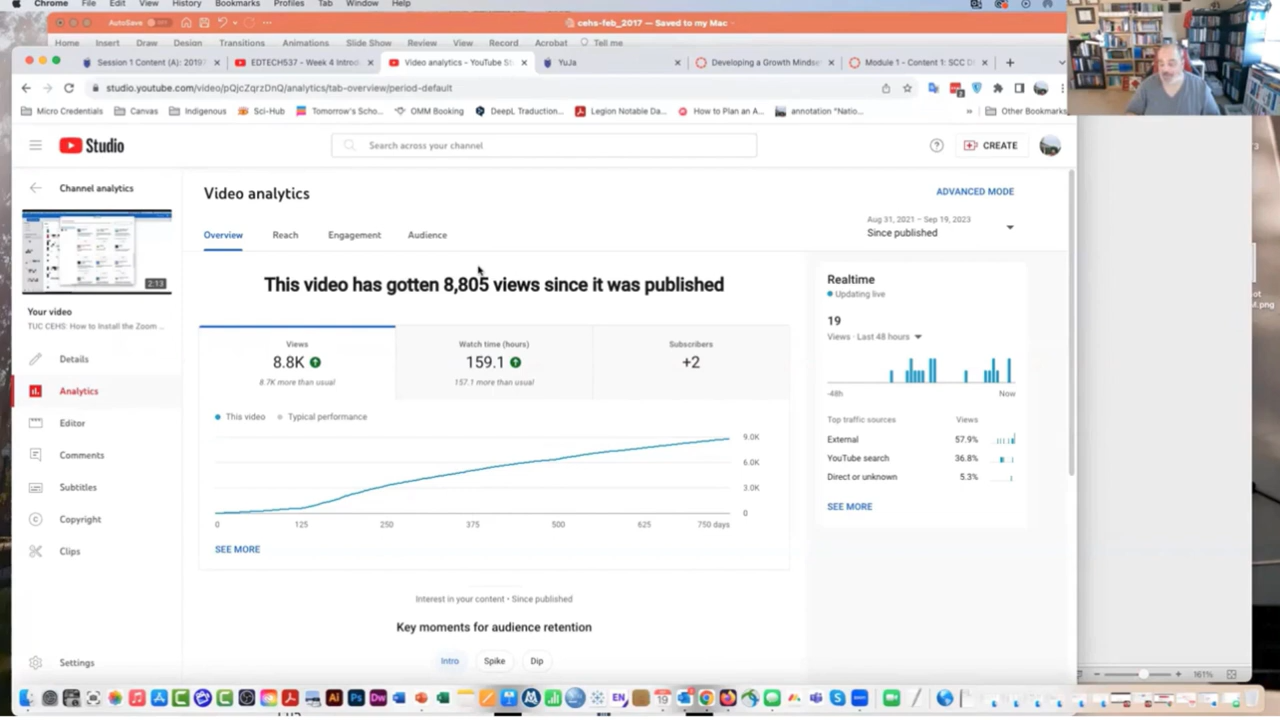 Chrome File Edit View History Bookmarks Profiles Tab Window Help
AutoSave cehs-feb_2017 — Saved to my Mac
Home Insert Draw Design Transitions Animations Slide Show Review View Record Acrobat Tell me
Session 1 Content (A): 20197 EDTECH537 - Week 4 Introd Video analytics - YouTube St YuJa Developing a Growth Mindse Module 1 - Content 1: SCC D
studio.youtube.com/video/pQjcZqrzDnQ/analytics/tab-overview/period-default
Micro Credentials Canvas Indigenous Sci-Hub Tomorrow's Scho... OMM Booking DeepL Traduction... Legion Notable Da... How to Plan an A... annotation "Natio... » Other Bookmarks
Studio
Search across your channel
CREATE
Channel analytics
Video analytics
ADVANCED MODE
Aug 31, 2021 – Sep 19, 2023
Since published
Overview Reach Engagement Audience
2:13
This video has gotten 8,805 views since it was published
Your video
TUC CEHS: How to Install the Zoom ...
Details
Analytics
Editor
Comments
Subtitles
Copyright
Clips
Settings
Views
8.8K
8.7K more than usual
Watch time (hours)
159.1
157.1 more than usual
Subscribers
+2
This video Typical performance
9.0K
6.0K
3.0K
0
0 125 250 375 500 625 750 days
SEE MORE
Interest in your content • Since published
Key moments for audience retention
Intro Spike Dip
Realtime
Updating live
19
Views · Last 48 hours
-48h Now
Top traffic sources Views
External 57.9%
YouTube search 36.8%
Direct or unknown 5.3%
SEE MORE
161%